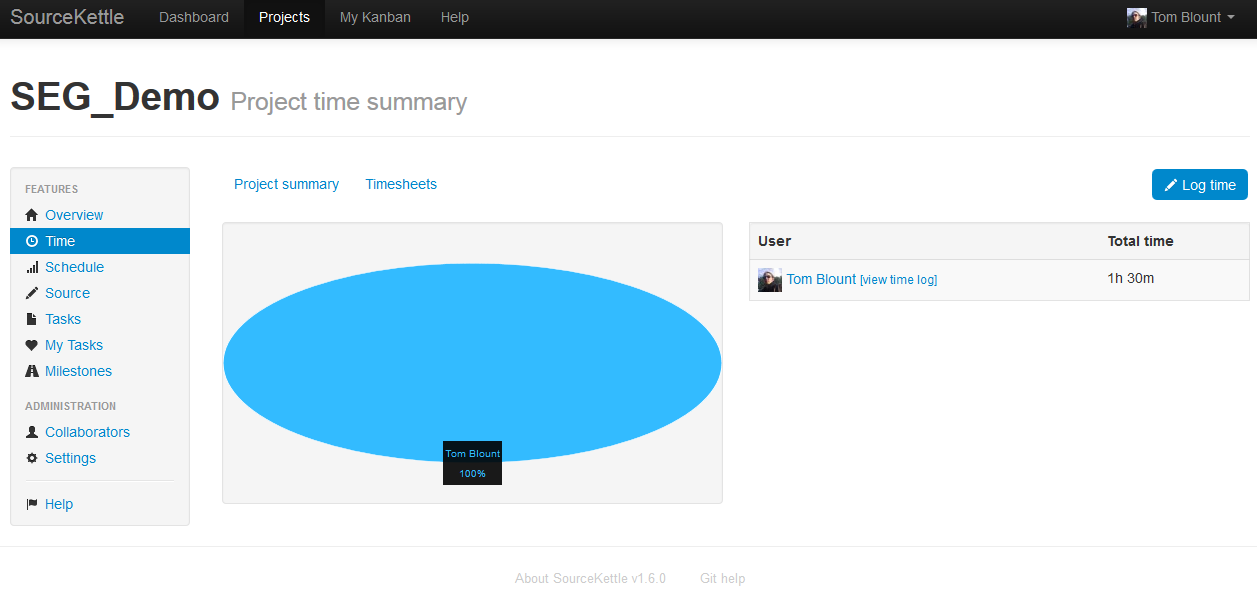 SourceKettle Dashboard Projects My Kanban Help Tom Blount
SEG_Demo Project time summary
FEATURES
Overview
Time
Schedule
Source
Tasks
My Tasks
Milestones
ADMINISTRATION
Collaborators
Settings
Help
Project summary Timesheets Log time
Tom Blount
100%
User Total time
Tom Blount [view time log] 1h 30m
About SourceKettle v1.6.0 Git help